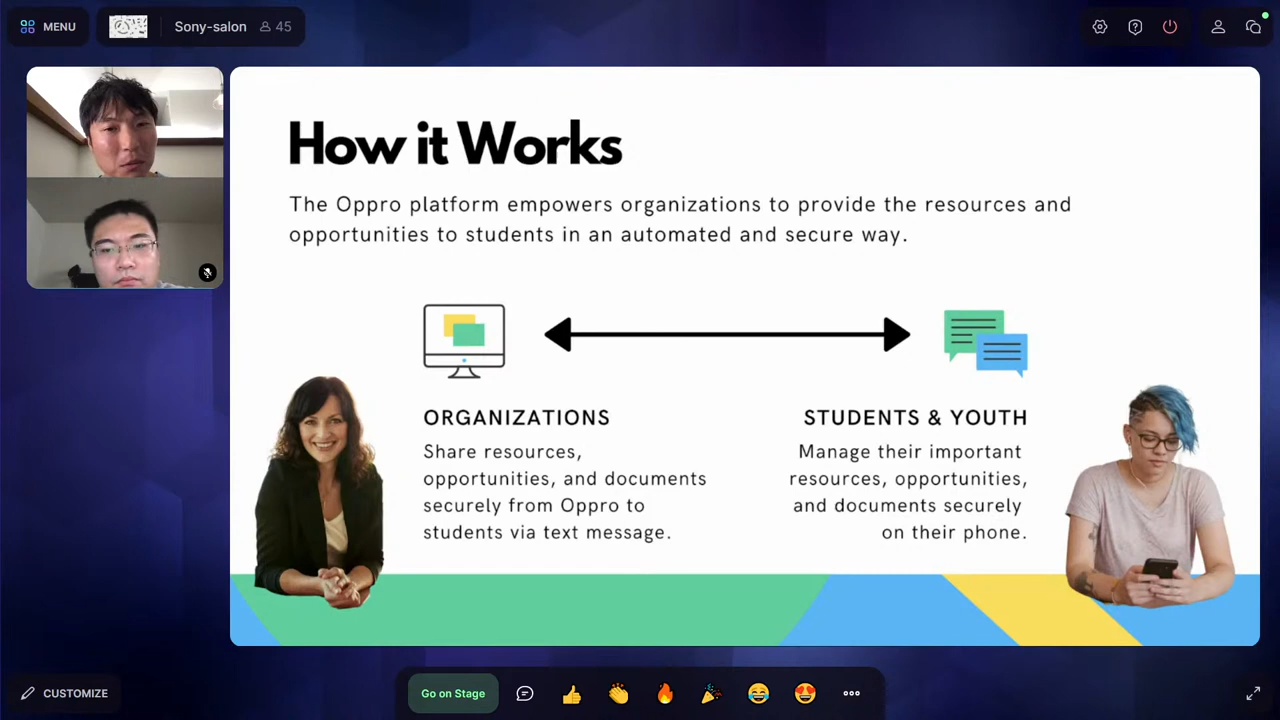 MENU
Sony-salon
45
How it Works
The Oppro platform empowers organizations to provide the resources and
opportunities to students in an automated and secure way.
ORGANIZATIONS
Share resources,
opportunities, and documents
securely from Oppro to
students via text message.
STUDENTS & YOUTH
Manage their important
resources, opportunities,
and documents securely
on their phone.
CUSTOMIZE
Go on Stage